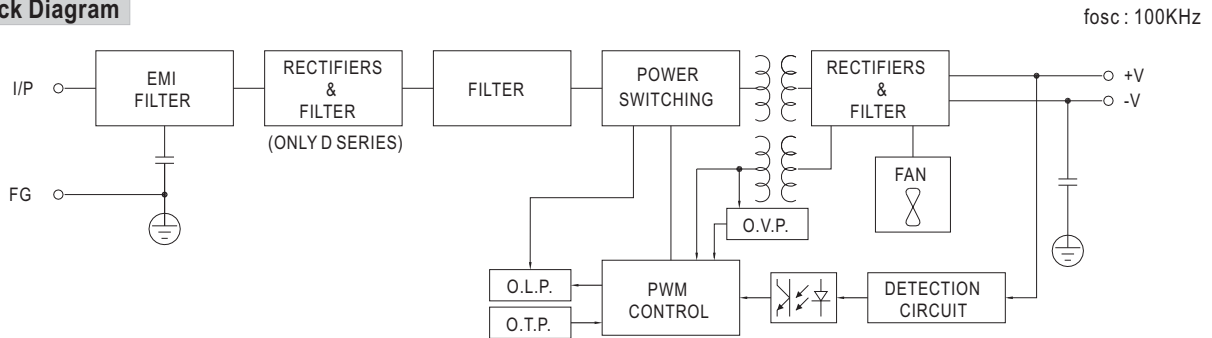 ck Diagram
fosc : 100KHz
I/P
EMI
FILTER
RECTIFIERS
&
FILTER
(ONLY D SERIES)
FILTER
POWER
SWITCHING
RECTIFIERS
&
FILTER
+V
-V
FG
FAN
O.V.P.
O.L.P.
O.T.P.
PWM
CONTROL
DETECTION
CIRCUIT